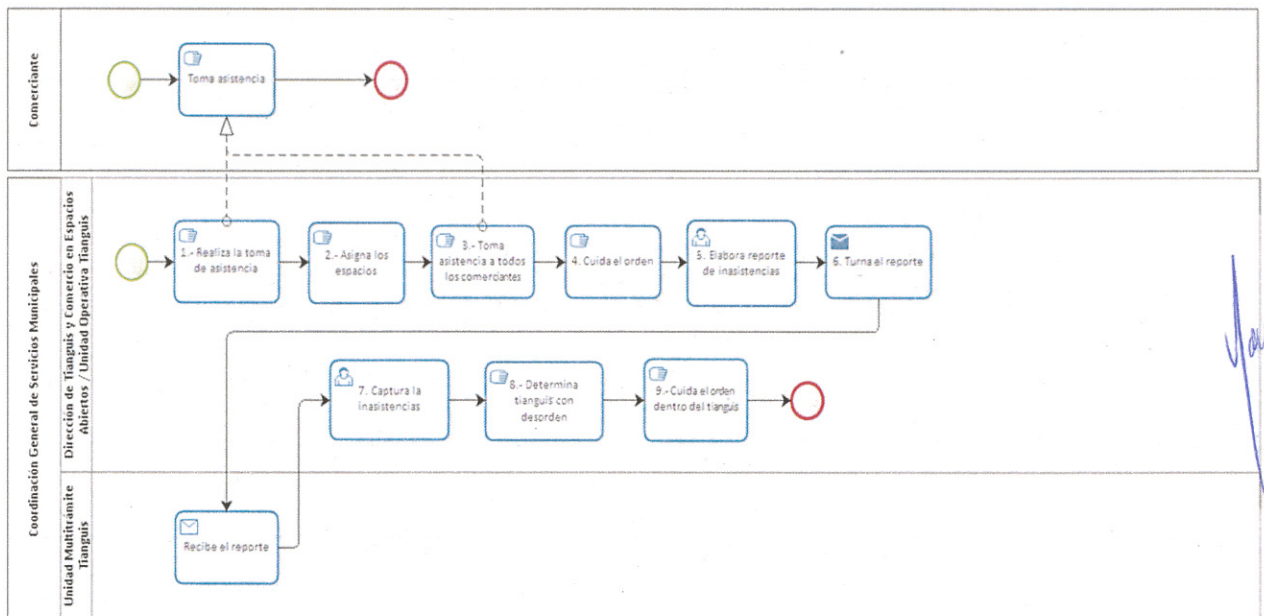 Comerciante
Toma asistencia
Coordinación General de Servicios Municipales
Dirección de Tianguis y Comercio en Espacios
Abiertos / Unidad Operativa Tianguis
1.- Realiza la toma
de asistencia
2.- Asigna los
espacios
3.- Toma
asistencia a todos
los comerciantes
4. Cuida el orden
5. Elabora reporte
de inasistencias
6. Turna el reporte
7. Captura la
inasistencias
8.- Determina
tianguis con
desorden
9.- Cuida el orden
dentro del tianguis
Unidad Multitrámite
Tianguis
Recibe el reporte